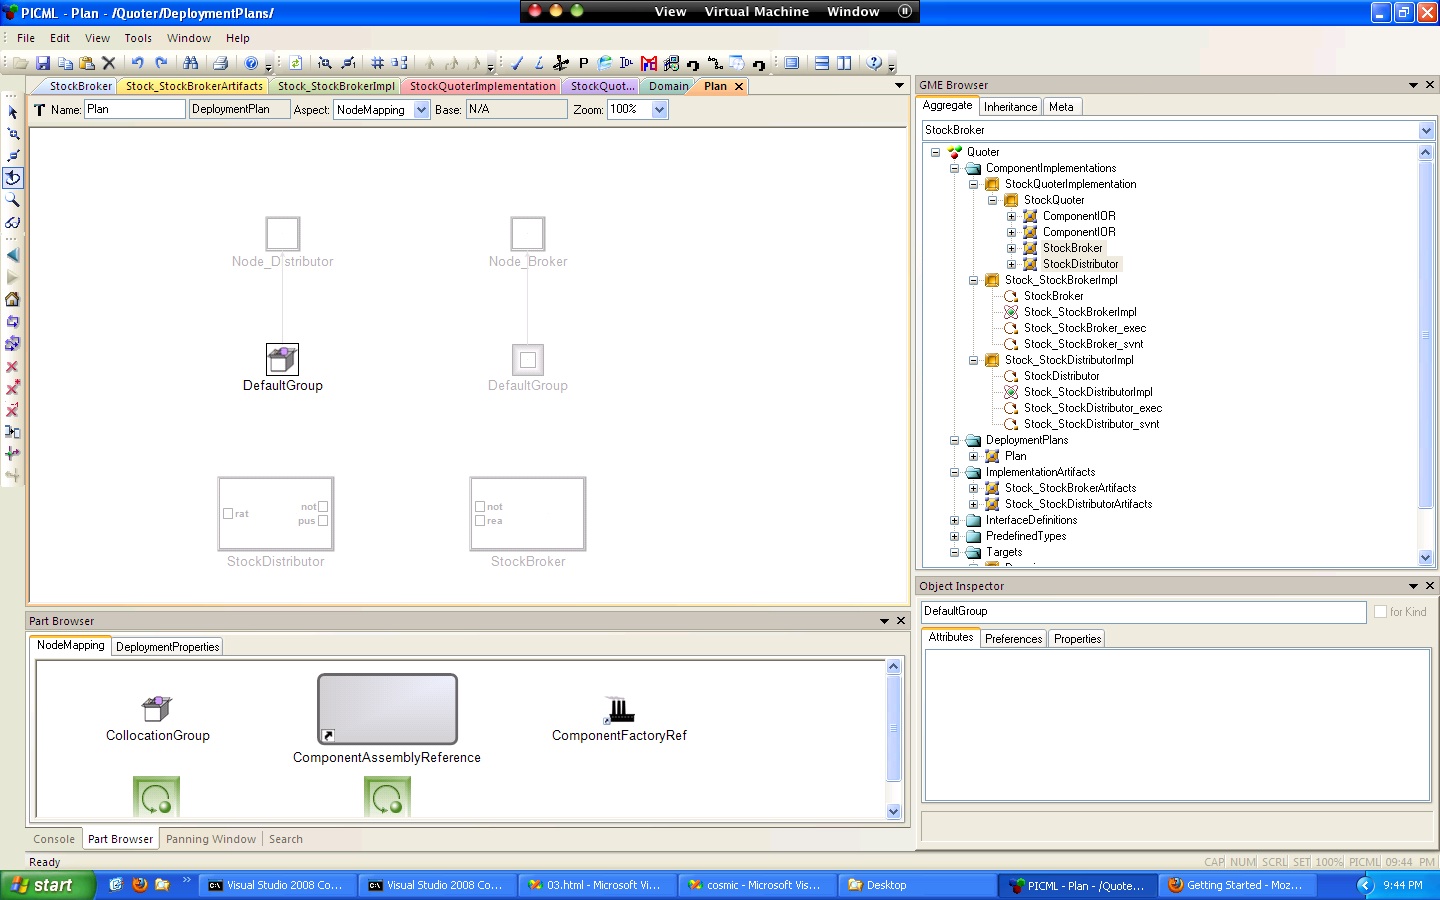 PICML - Plan - /Quoter/DeploymentPlans/
View Virtual Machine Window
File Edit View Tools Window Help
StockBroker Stock_StockBrokerArtifacts Stock_StockBrokerImpl StockQuoterImplementation StockQuot... Domain Plan
Name: Plan DeploymentPlan Aspect: NodeMapping Base: N/A Zoom: 100%
Node_Distributor Node_Broker
DefaultGroup DefaultGroup
rat not pus
not rea
StockDistributor StockBroker
Part Browser
NodeMapping DeploymentProperties
CollocationGroup
ComponentAssemblyReference
ComponentFactoryRef
Console Part Browser Panning Window Search
GME Browser
Aggregate Inheritance Meta
StockBroker
Quoter
ComponentImplementations
StockQuoterImplementation
StockQuoter
ComponentIOR
ComponentIOR
StockBroker
StockDistributor
Stock_StockBrokerImpl
StockBroker
Stock_StockBrokerImpl
Stock_StockBroker_exec
Stock_StockBroker_svnt
Stock_StockDistributorImpl
StockDistributor
Stock_StockDistributorImpl
Stock_StockDistributor_exec
Stock_StockDistributor_svnt
DeploymentPlans
Plan
ImplementationArtifacts
Stock_StockBrokerArtifacts
Stock_StockDistributorArtifacts
InterfaceDefinitions
PredefinedTypes
Targets
Object Inspector
DefaultGroup for Kind
Attributes Preferences Properties
Ready CAP NUM SCRL SET 100% PICML 09:44 PM
start Visual Studio 2008 Co... Visual Studio 2008 Co... 03.html - Microsoft Vi... cosmic - Microsoft Vis... Desktop PICML - Plan - /Quote... Getting Started - Moz... 9:44 PM